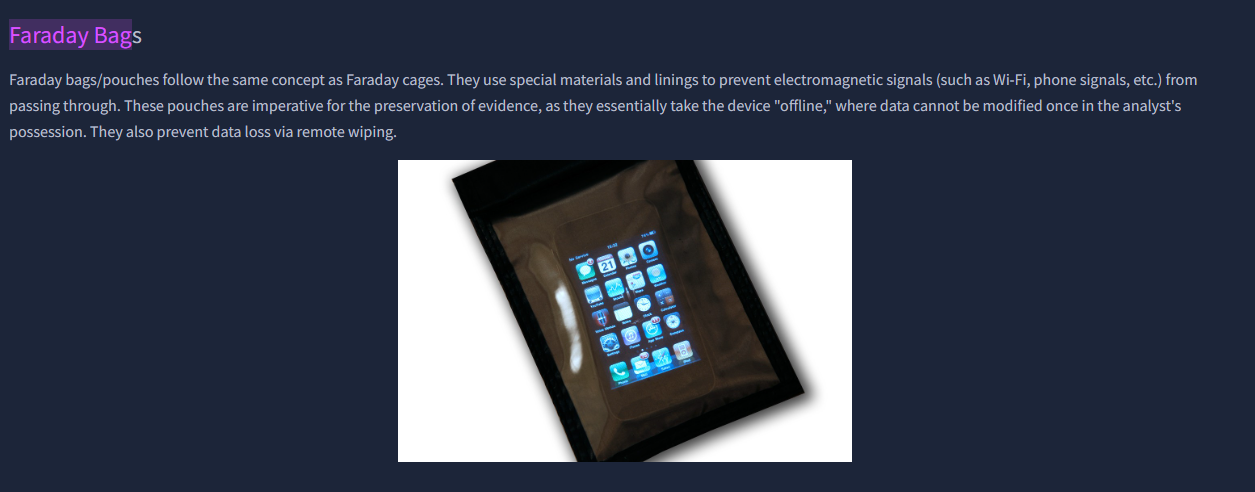 Faraday Bags
Faraday bags/pouches follow the same concept as Faraday cages. They use special materials and linings to prevent electromagnetic signals (such as Wi-Fi, phone signals, etc.) from
passing through. These pouches are imperative for the preservation of evidence, as they essentially take the device "offline," where data cannot be modified once in the analyst's
possession. They also prevent data loss via remote wiping.
No Service
21